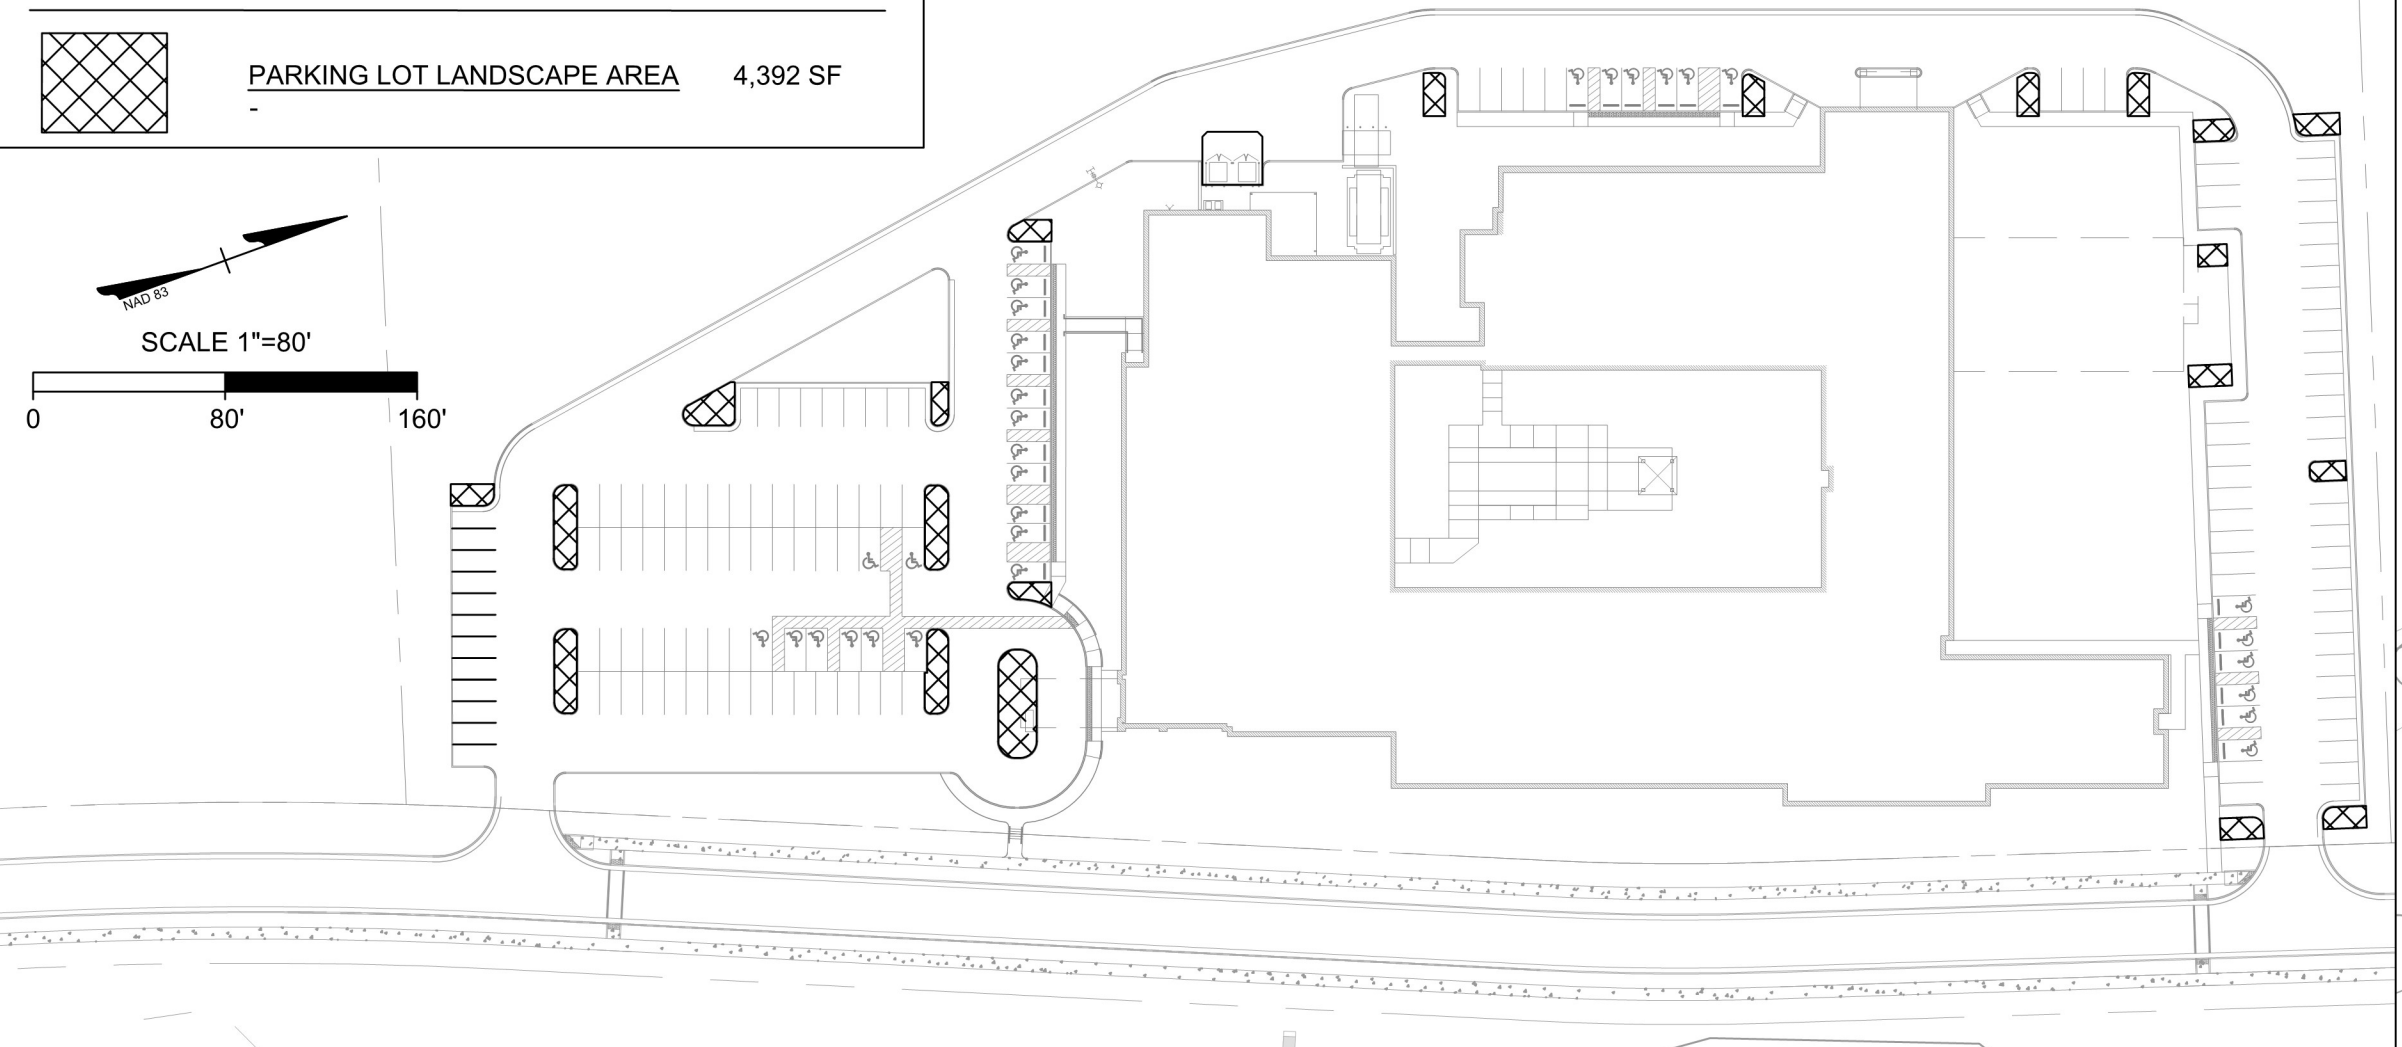 PARKING LOT LANDSCAPE AREA 4,392 SF
-
NAD 83
SCALE 1"=80'
0 80' 160'